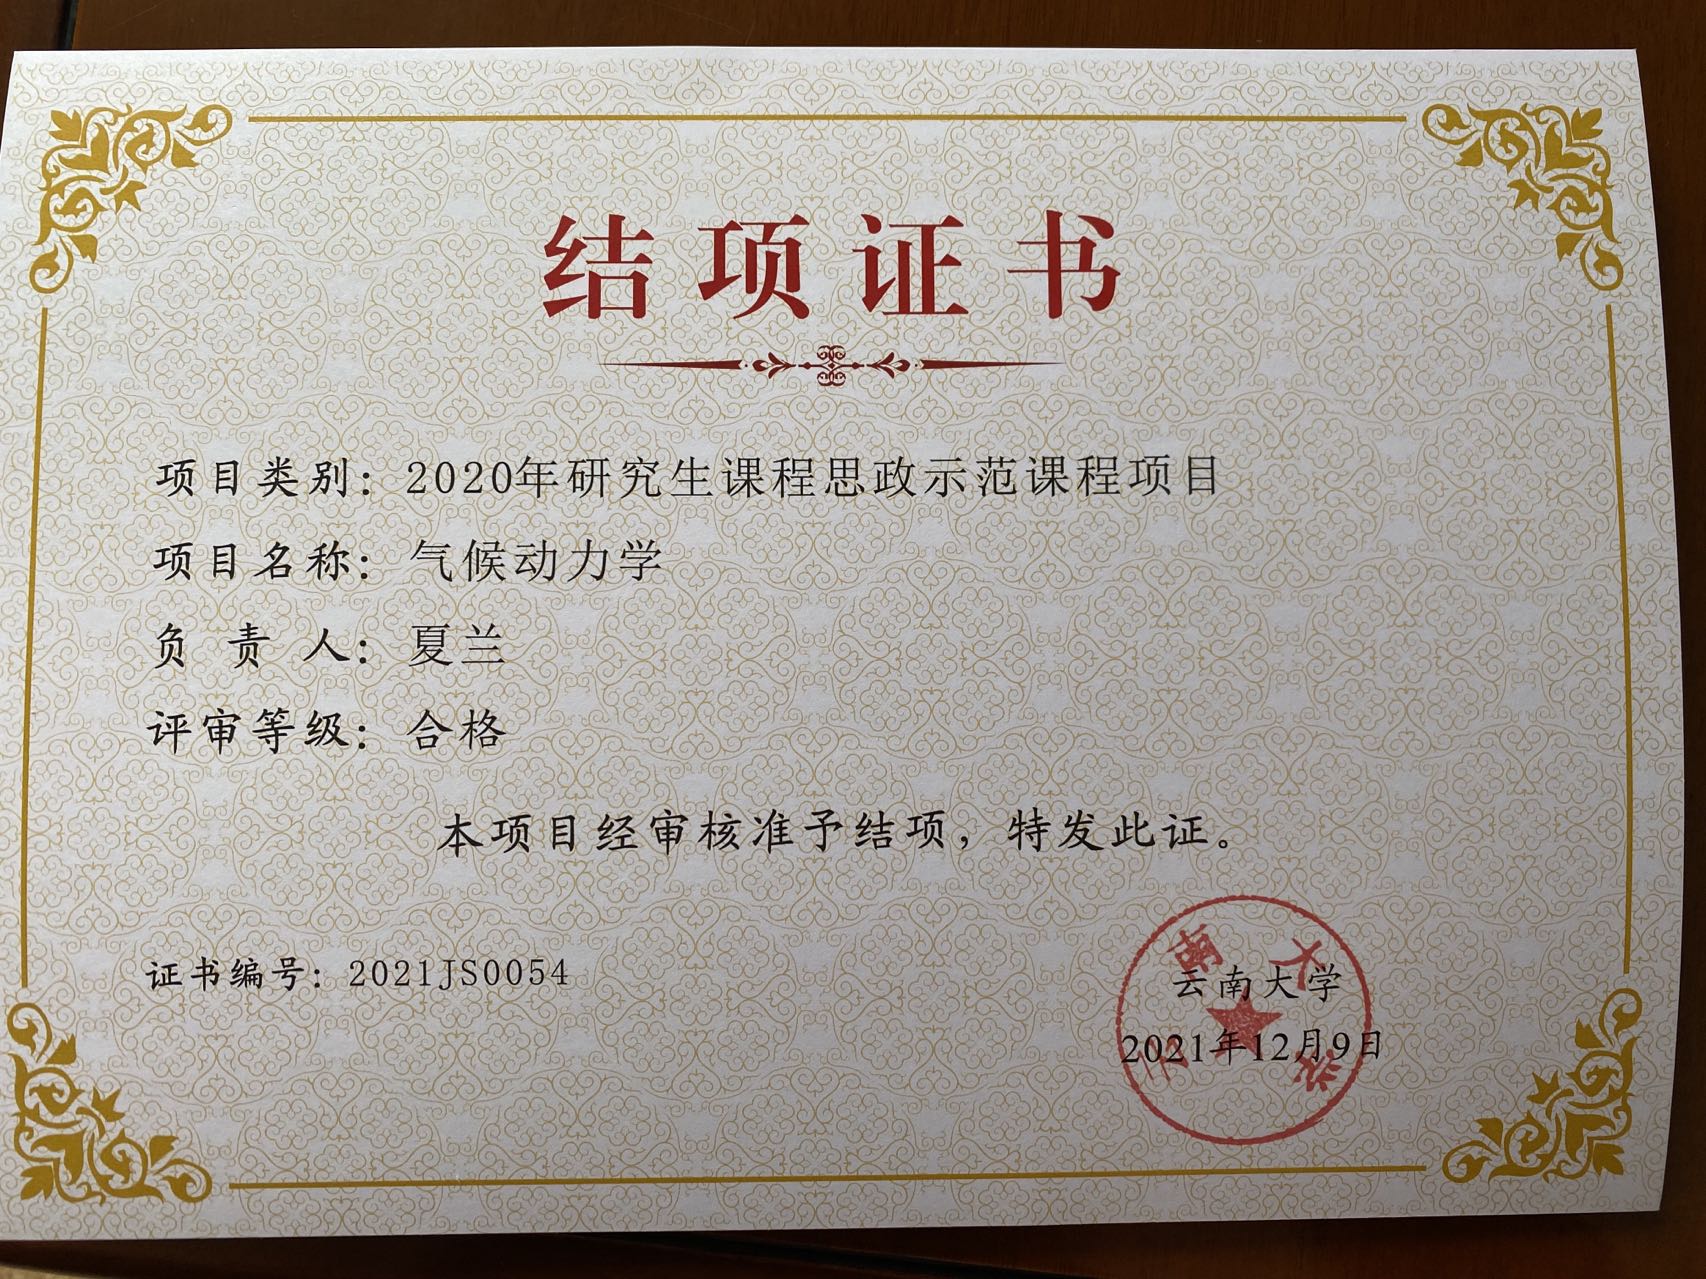 结项证书
项目类别：2020年研究生课程思政示范课程项目
项目名称：气候动力学
负责人：夏兰
评审等级：合格
本项目经审核准予结项，特发此证。
证书编号：2021JS0054
云南大学
云南大学
2021年12月9日